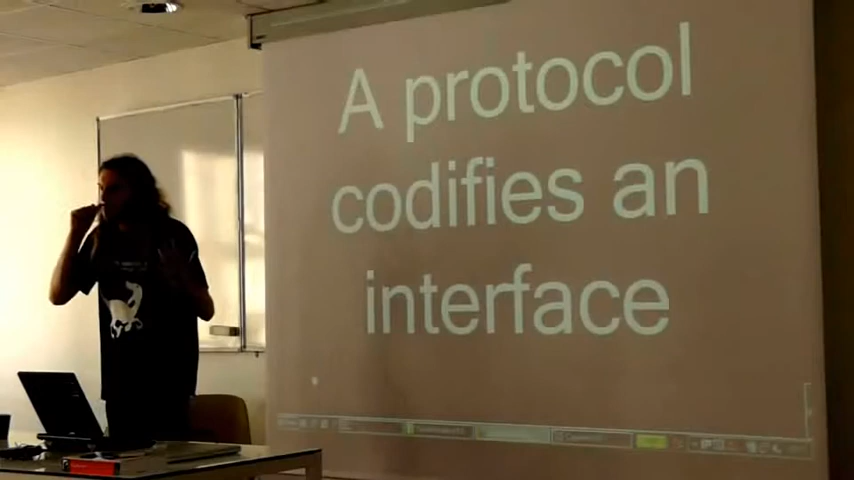 A protocol
codifies an
interface